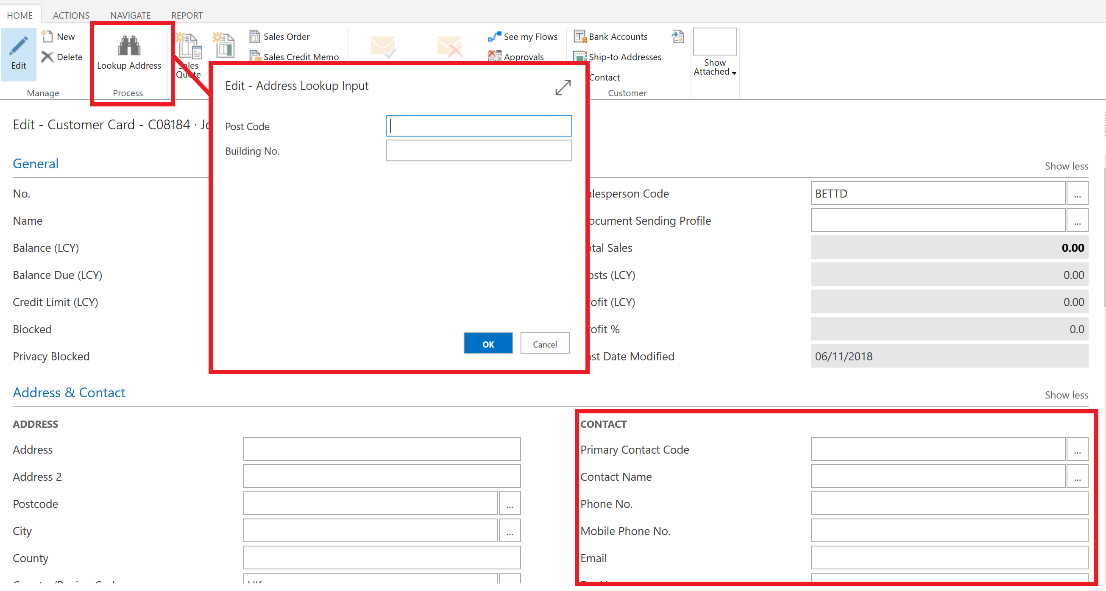 HOME ACTIONS NAVIGATE REPORT
New
Delete
Edit
Manage
Lookup Address
Process
Sales
Quote
Sales Order
Sales Credit Memo
See my Flows
Approvals
Bank Accounts
Ship-to Addresses
Contact
Customer
Show
Attached
Edit - Customer Card - C08184 ·
Edit - Address Lookup Input
Post Code
Building No.
OK Cancel
General Show less
No.
Name
Balance (LCY)
Balance Due (LCY)
Credit Limit (LCY)
Blocked
Privacy Blocked
alesperson Code BETTD ...
ocument Sending Profile ...
tal Sales 0.00
osts (LCY) 0.00
rofit (LCY) 0.00
rofit % 0.0
st Date Modified 06/11/2018
Address & Contact Show less
ADDRESS
Address
Address 2
Postcode ...
City ...
County
CONTACT
Primary Contact Code ...
Contact Name ...
Phone No.
Mobile Phone No.
Email